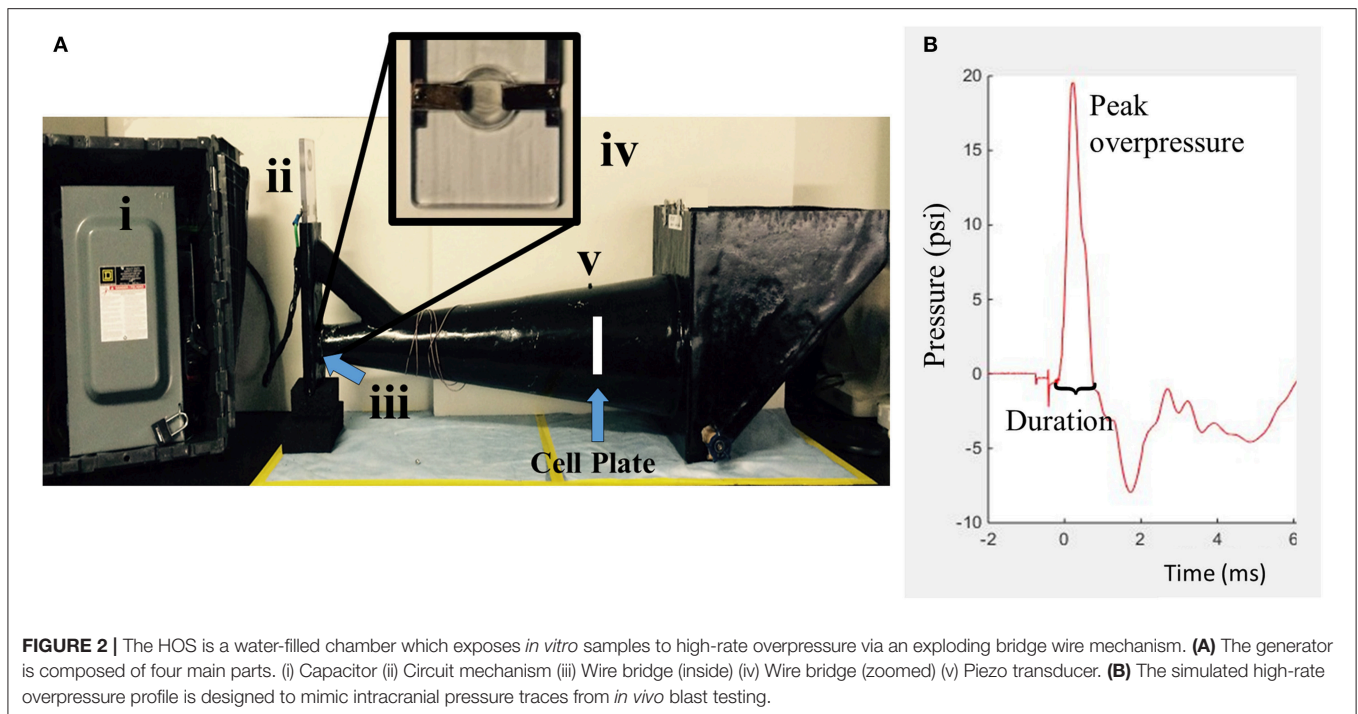 A
i
ii
iii
iv
v
Cell Plate
B
Pressure (psi)
20
15
10
5
0
-5
-10
Peak
overpressure
Duration
-2
0
2
4
6
Time (ms)
FIGURE 2 | The HOS is a water-filled chamber which exposes in vitro samples to high-rate overpressure via an exploding bridge wire mechanism. (A) The generator
is composed of four main parts. (i) Capacitor (ii) Circuit mechanism (iii) Wire bridge (inside) (iv) Wire bridge (zoomed) (v) Piezo transducer. (B) The simulated high-rate
overpressure profile is designed to mimic intracranial pressure traces from in vivo blast testing.